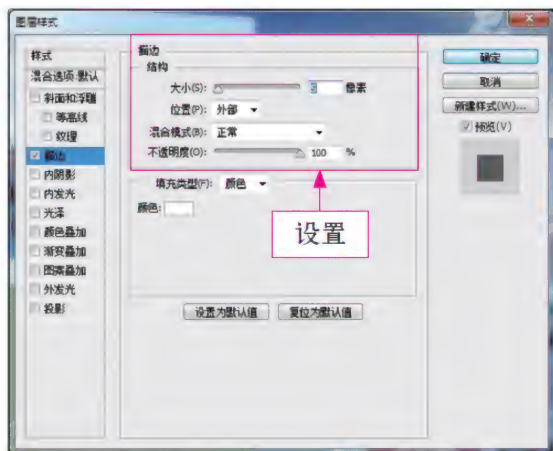 图层样式
样式
混合选项:默认
斜面和浮雕
等高线
纹理
描边
内阴影
内发光
光泽
颜色叠加
渐变叠加
图案叠加
外发光
投影
描边
结构
大小(S): 像素
位置(P): 外部
混合模式(B): 正常
不透明度(O): 100 %
填充类型(F): 颜色
颜色:
设置
设置为默认值 复位为默认值
确定
取消
新建样式(W)...
预览(V)